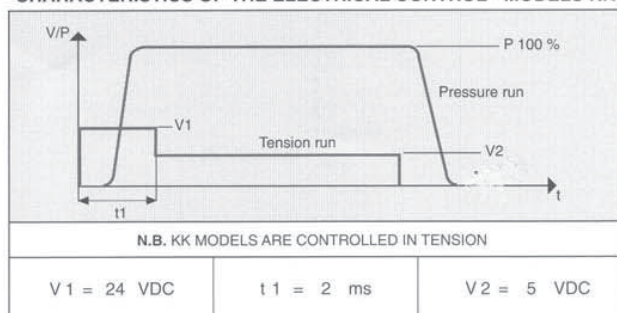 CHARACTERISTICS OF THE ELECTRICAL CONTROL - MODELS KK
V/P
P 100 %
Pressure run
V1
Tension run
V2
t
t1
N.B. KK MODELS ARE CONTROLLED IN TENSION
V 1 = 24 VDC
t 1 = 2 ms
V 2 = 5 VDC